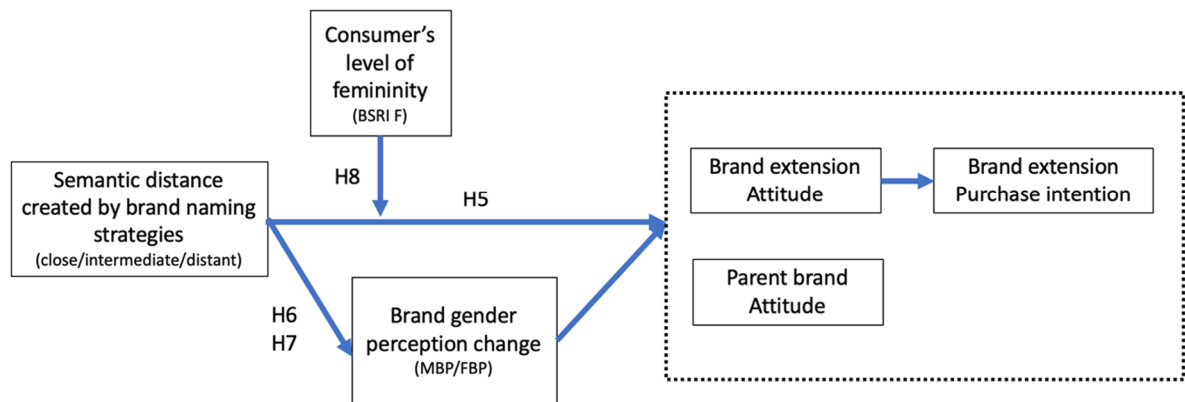 Consumer's
level of
femininity
(BSRI F)
H8
Semantic distance
created by brand naming
strategies
(close/intermediate/distant)
H5
H6
H7
Brand gender
perception change
(MBP/FBP)
Brand extension
Attitude
Brand extension
Purchase intention
Parent brand
Attitude